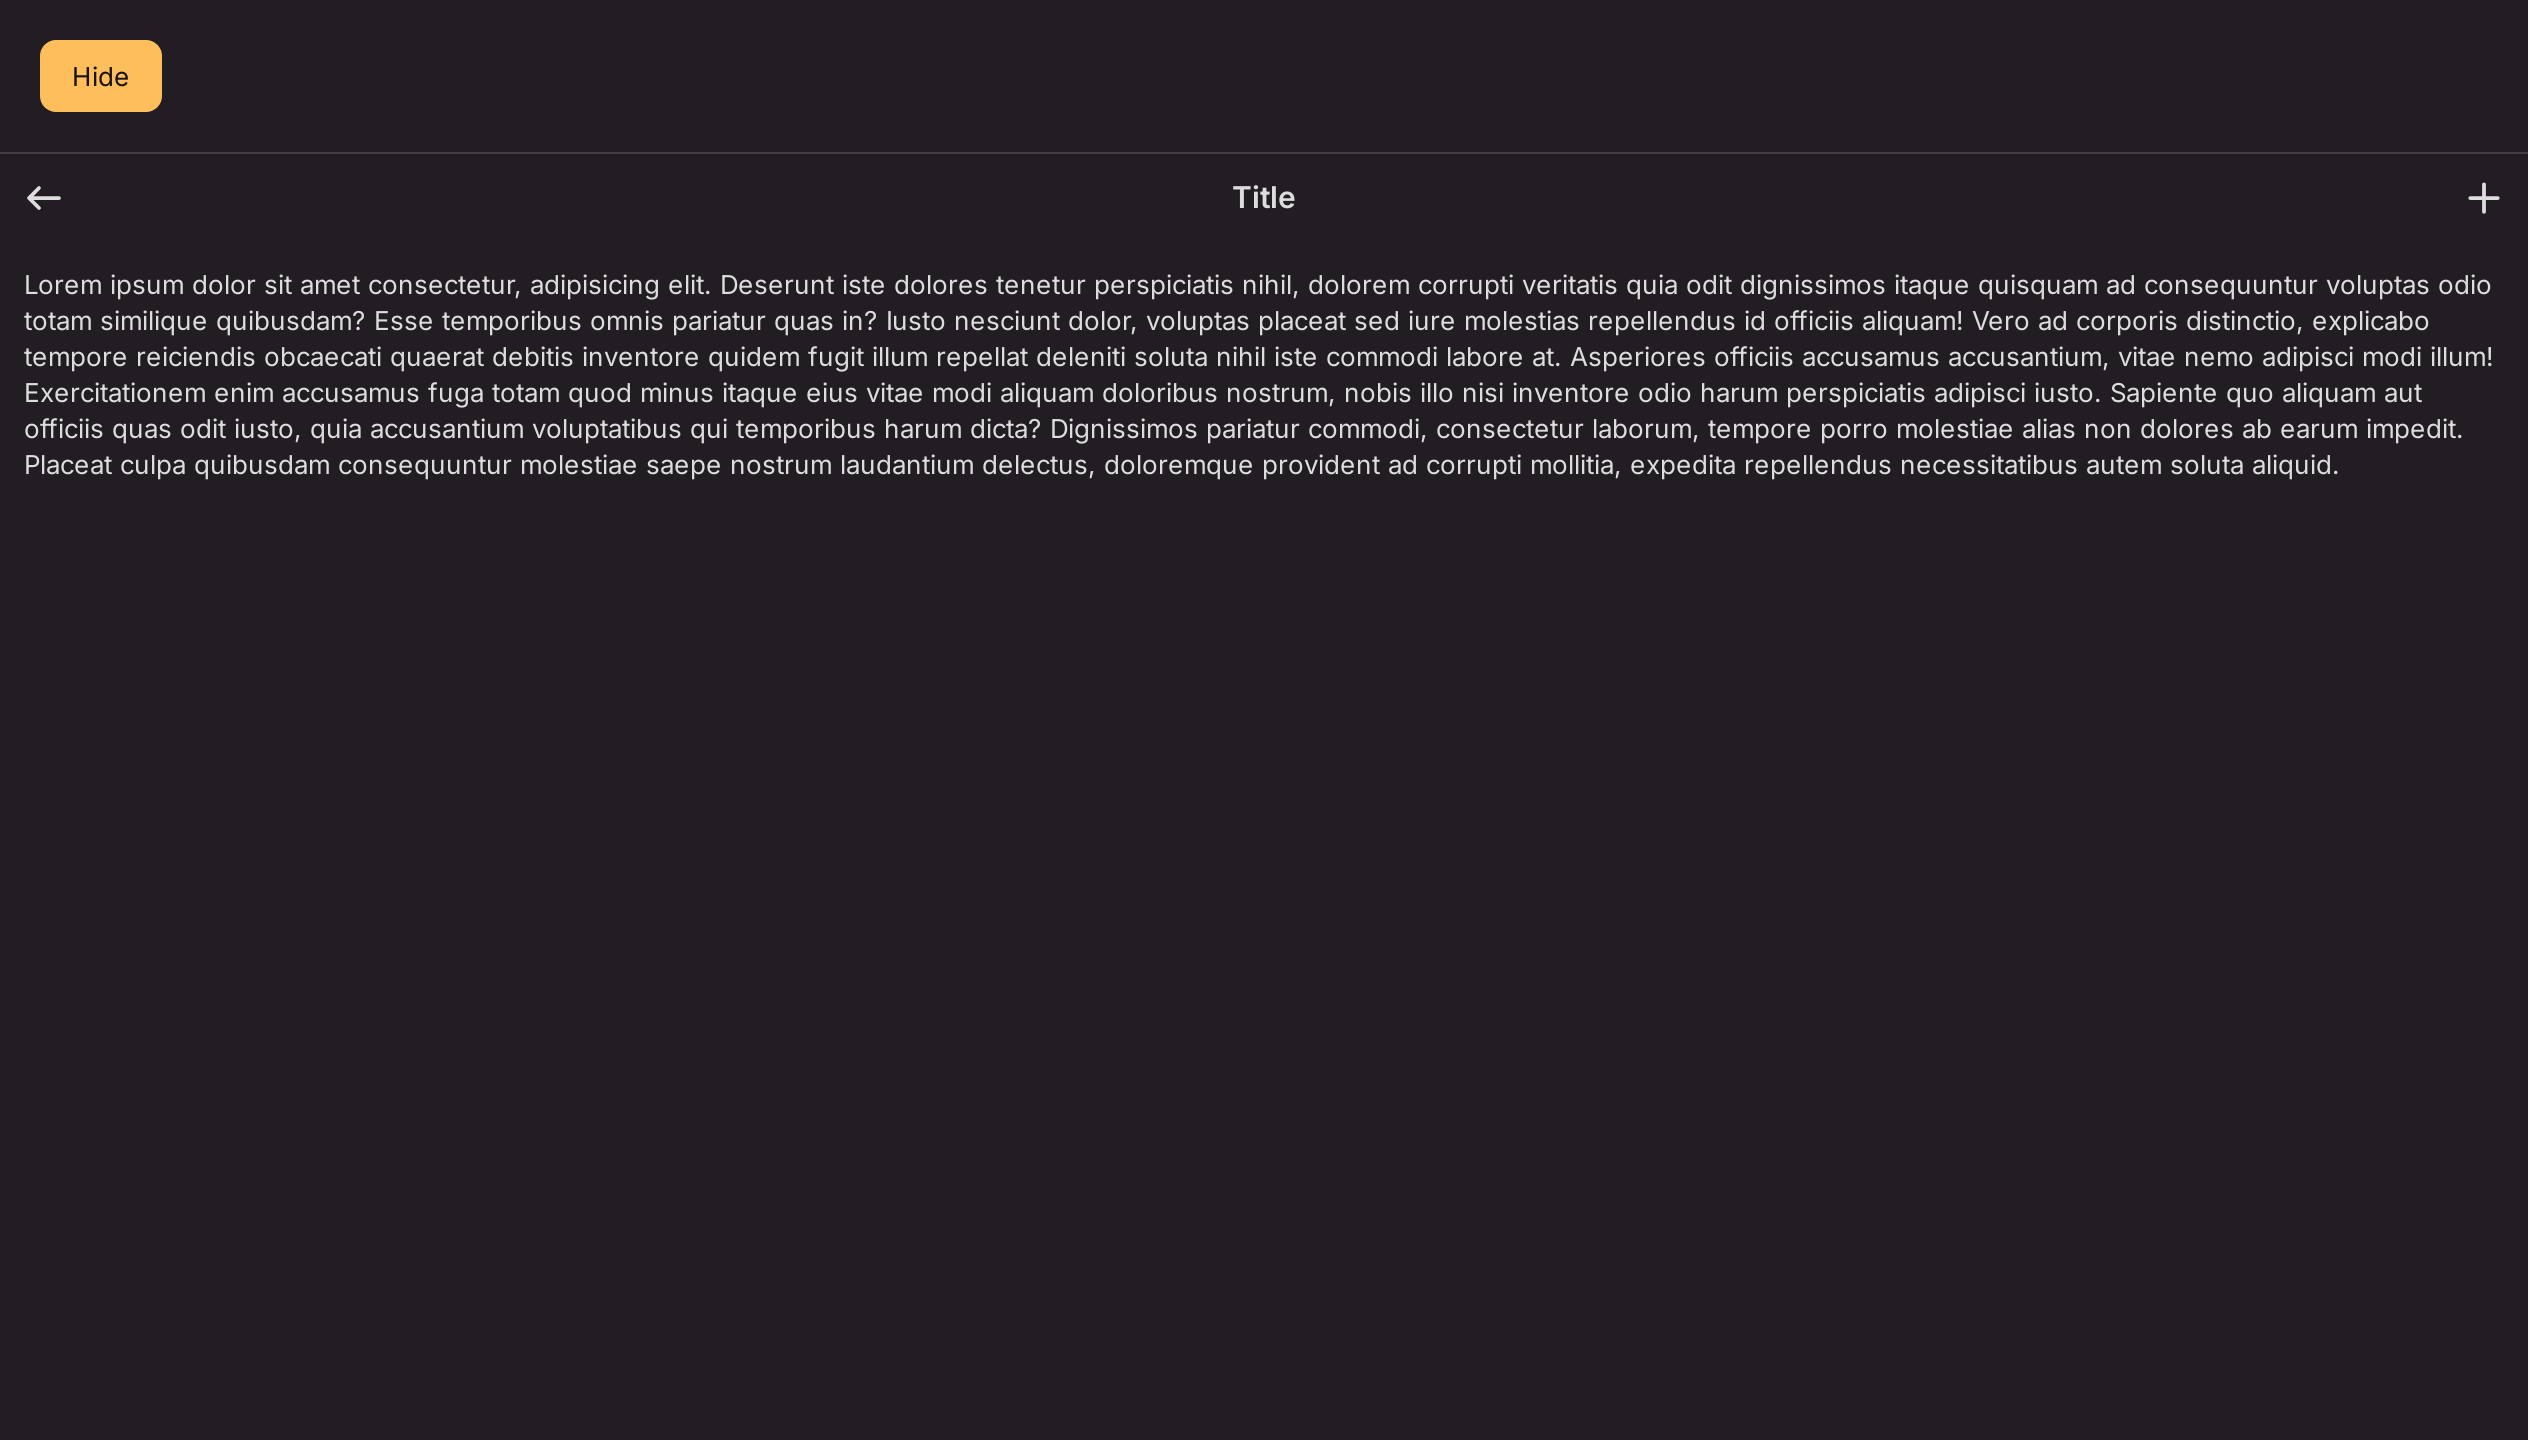 Hide
Title
Lorem ipsum dolor sit amet consectetur, adipisicing elit. Deserunt iste dolores tenetur perspiciatis nihil, dolorem corrupti veritatis quia odit dignissimos itaque quisquam ad consequuntur voluptas odio
totam similique quibusdam? Esse temporibus omnis pariatur quas in? Iusto nesciunt dolor, voluptas placeat sed iure molestias repellendus id officiis aliquam! Vero ad corporis distinctio, explicabo
tempore reiciendis obcaecati quaerat debitis inventore quidem fugit illum repellat deleniti soluta nihil iste commodi labore at. Asperiores officiis accusamus accusantium, vitae nemo adipisci modi illum!
Exercitationem enim accusamus fuga totam quod minus itaque eius vitae modi aliquam doloribus nostrum, nobis illo nisi inventore odio harum perspiciatis adipisci iusto. Sapiente quo aliquam aut
officiis quas odit iusto, quia accusantium voluptatibus qui temporibus harum dicta? Dignissimos pariatur commodi, consectetur laborum, tempore porro molestiae alias non dolores ab earum impedit.
Placeat culpa quibusdam consequuntur molestiae saepe nostrum laudantium delectus, doloremque provident ad corrupti mollitia, expedita repellendus necessitatibus autem soluta aliquid.